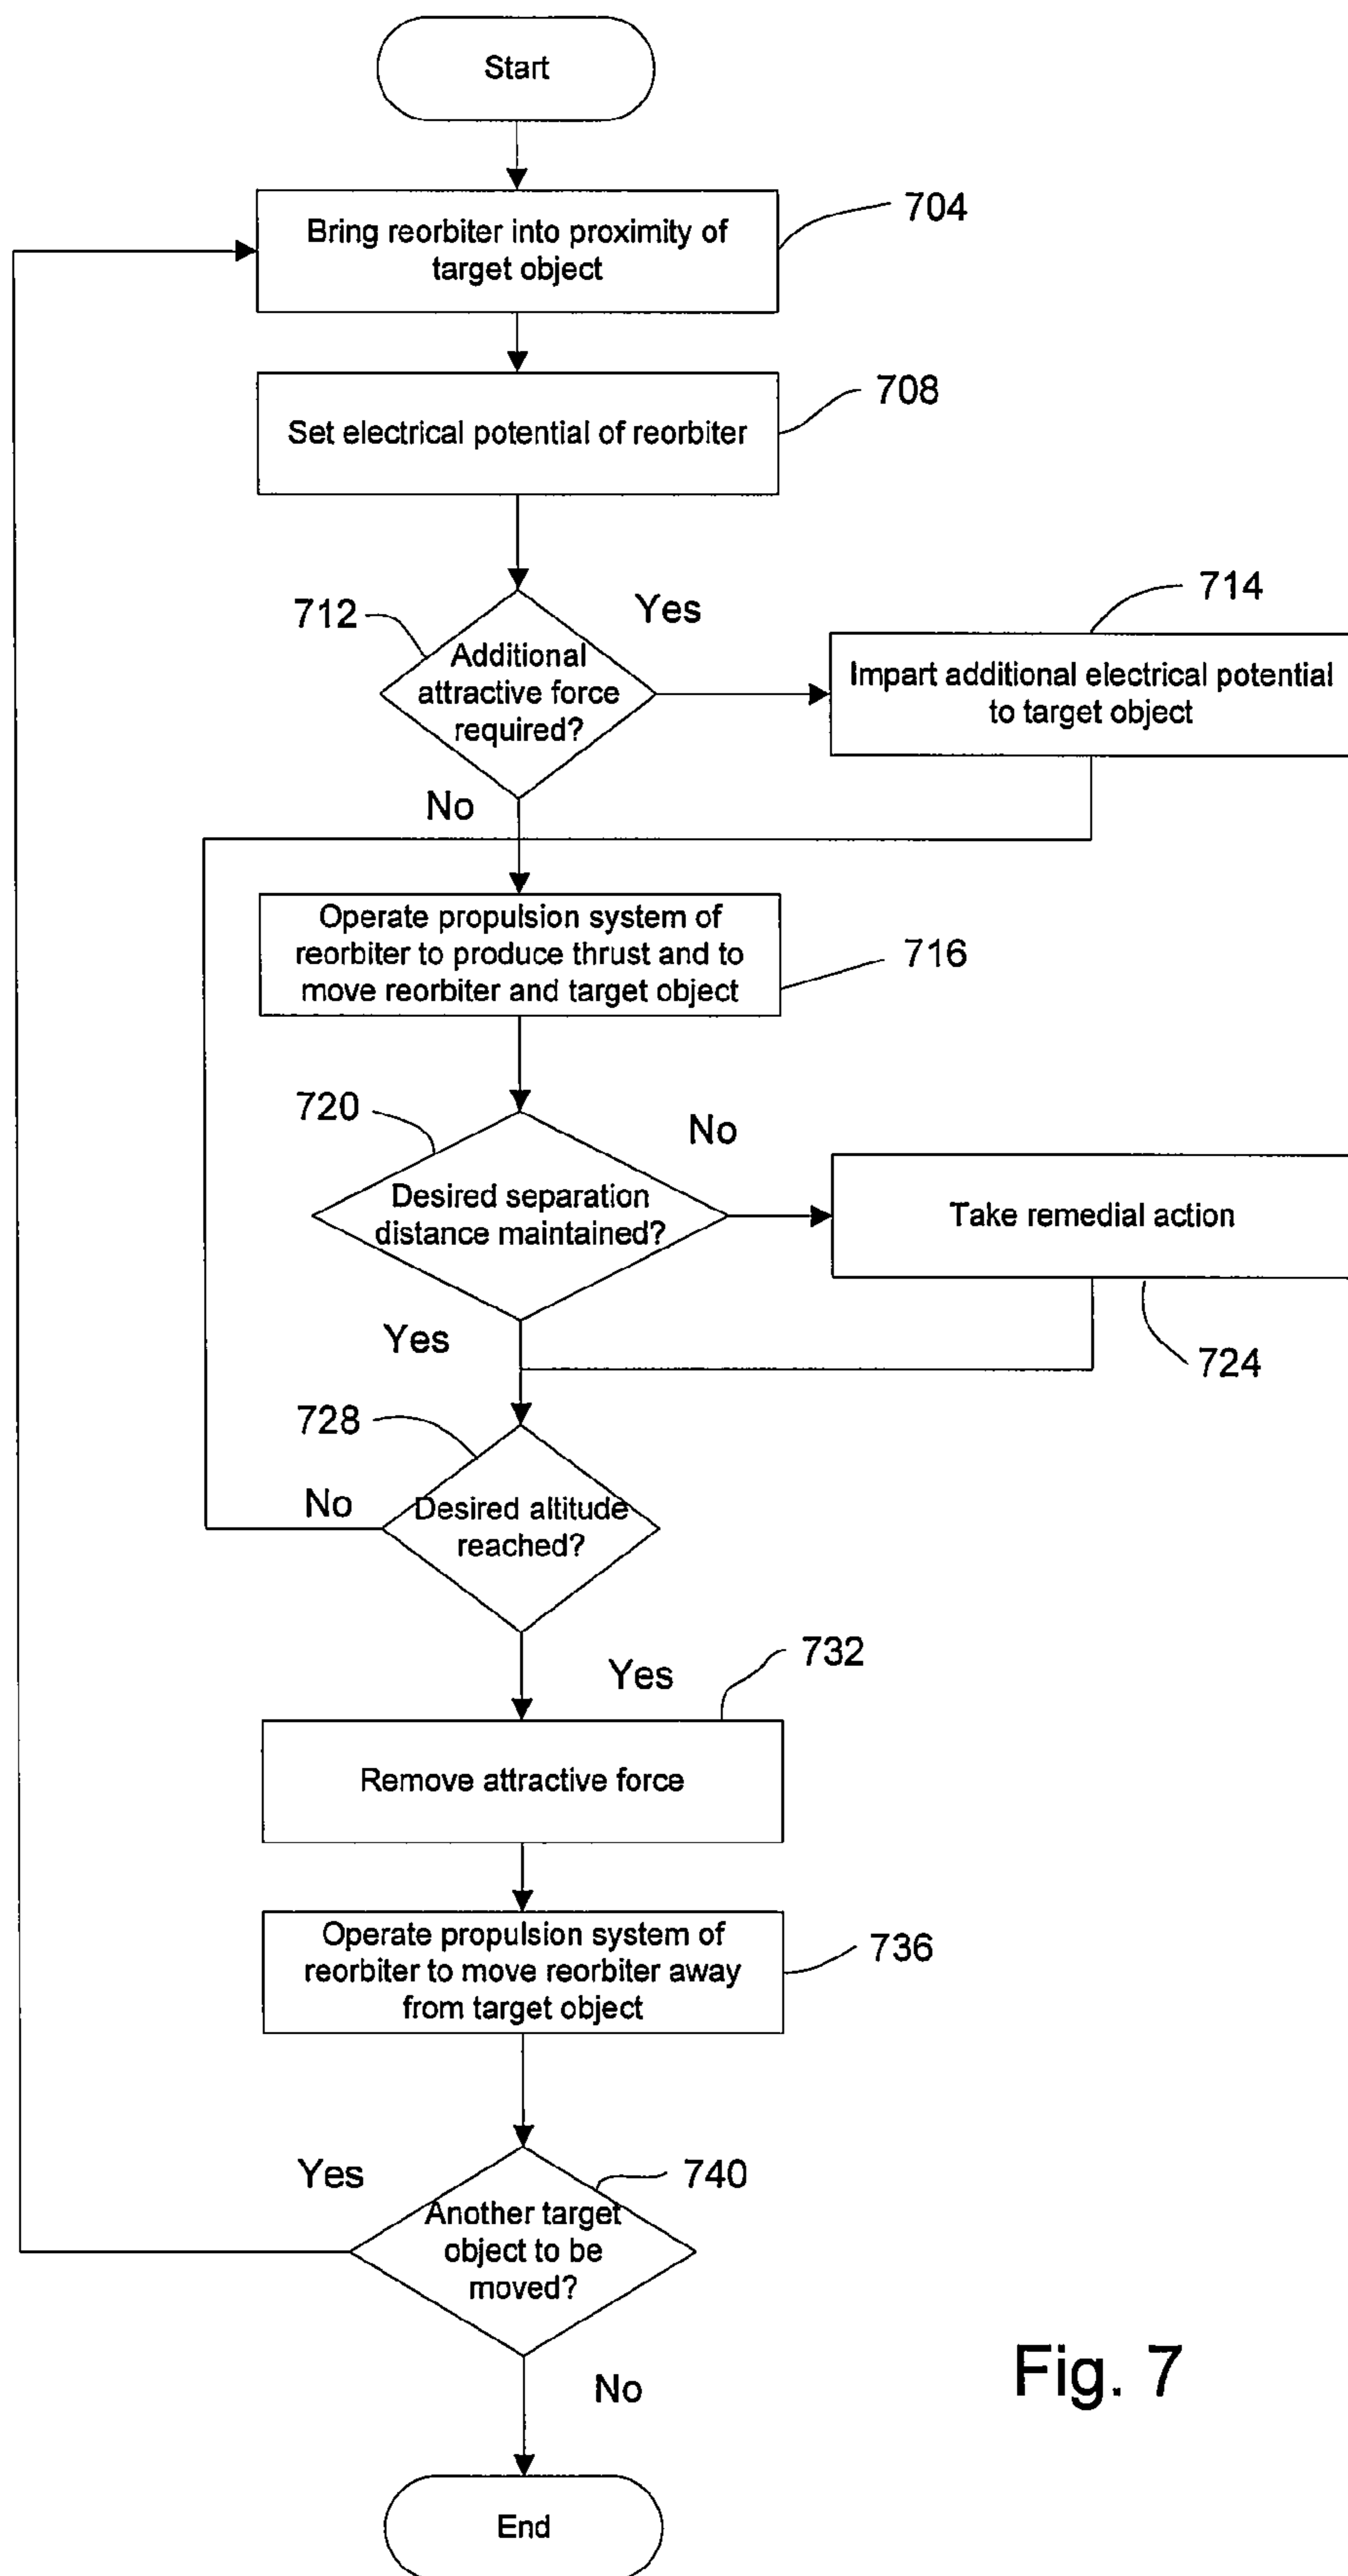 Start
Bring reorbiter into proximity of
target object
704
Set electrical potential of reorbiter
708
712
Additional
attractive force
required?
Yes
714
Impart additional electrical potential
to target object
No
Operate propulsion system of
reorbiter to produce thrust and to
move reorbiter and target object
716
720
Desired separation
distance maintained?
No
Take remedial action
724
Yes
728
Desired altitude
reached?
No
Yes
732
Remove attractive force
Operate propulsion system of
reorbiter to move reorbiter away
from target object
736
Yes
740
Another target
object to be
moved?
No
End
Fig. 7